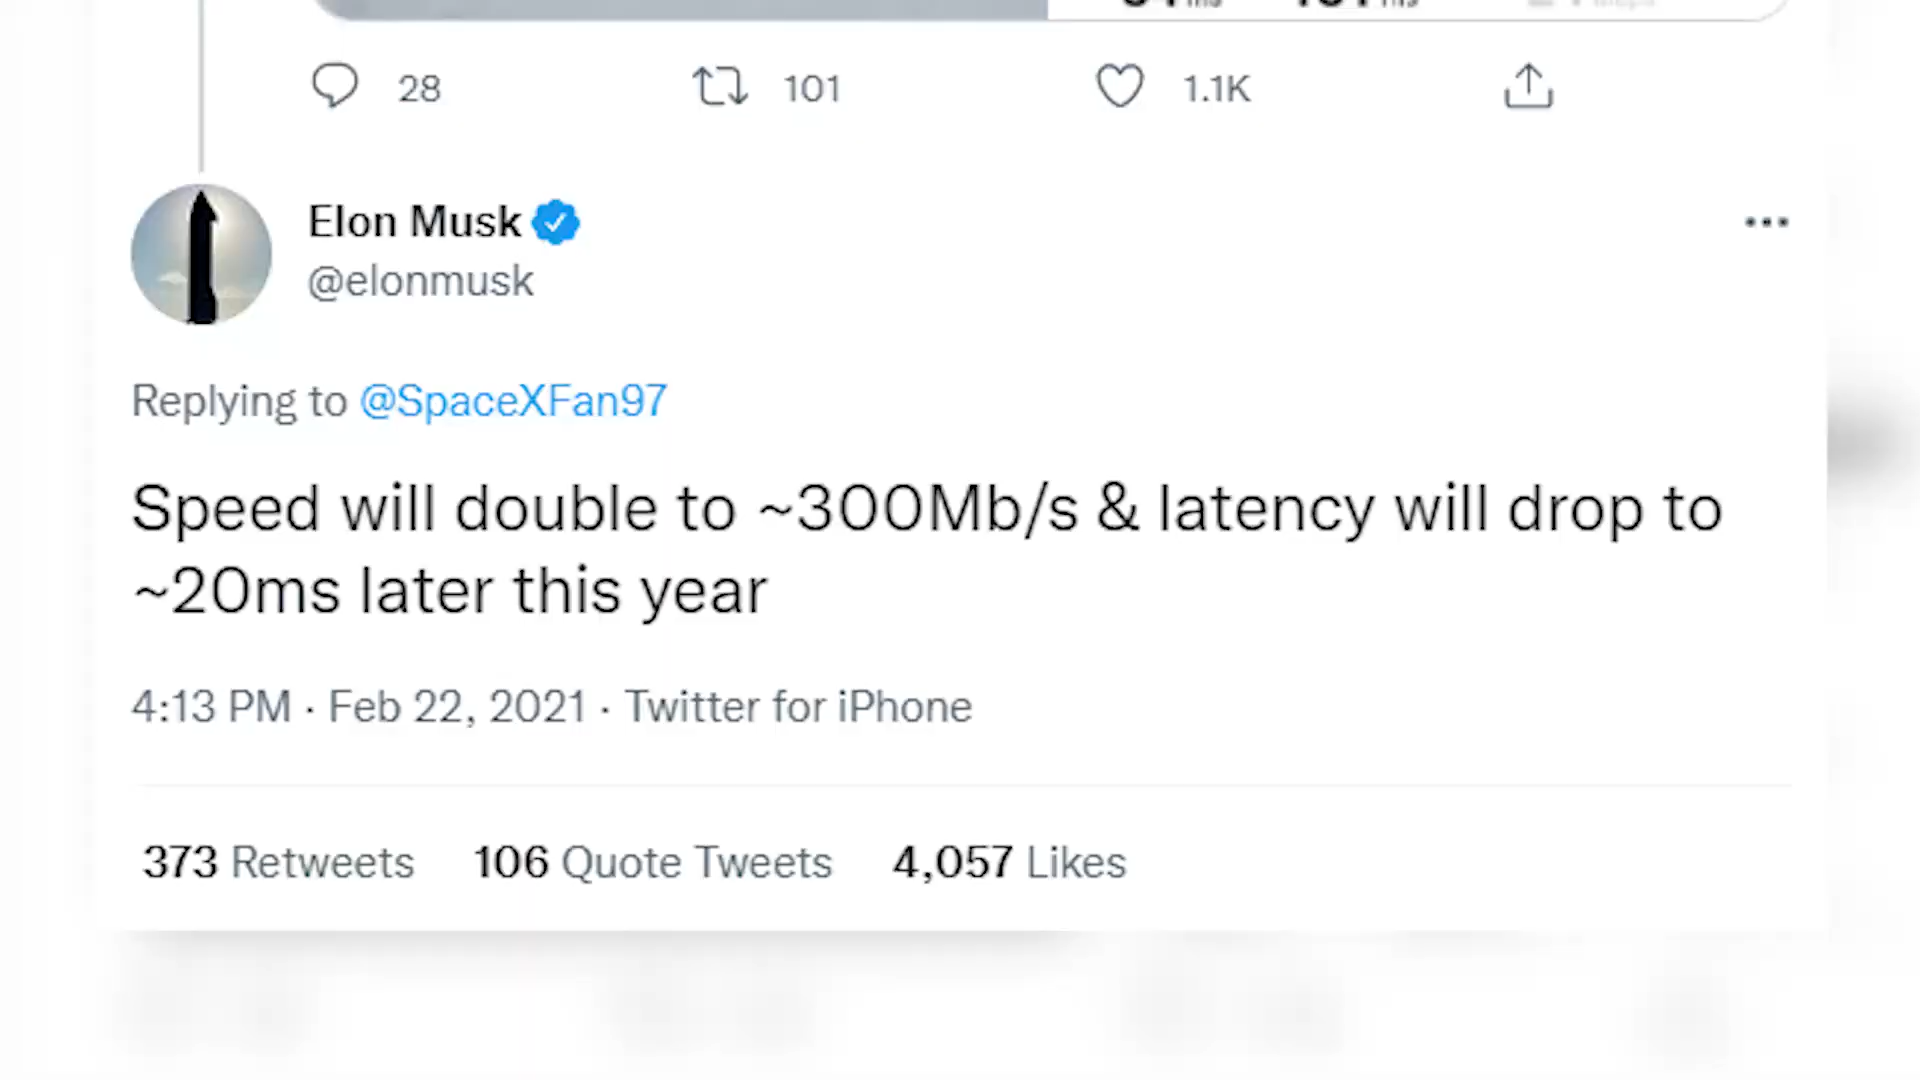 28 101 1.1K
Elon Musk
@elonmusk
Replying to @SpaceXFan97
Speed will double to ~300Mb/s & latency will drop to
~20ms later this year
4:13 PM · Feb 22, 2021 · Twitter for iPhone
373 Retweets 106 Quote Tweets 4,057 Likes